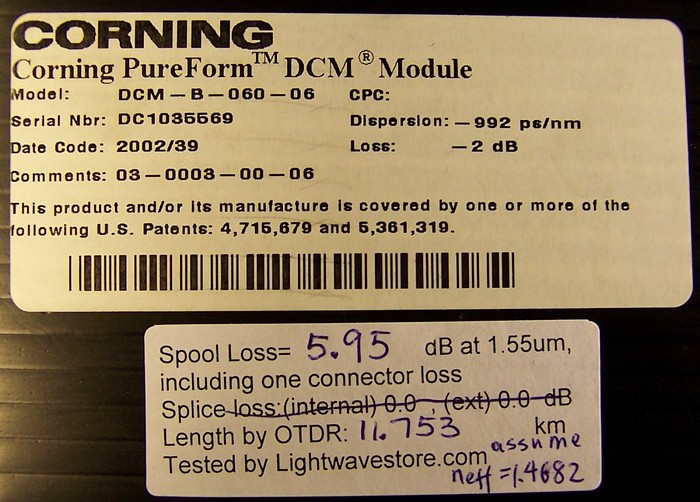 CORNING
Corning PureForm™ DCM® Module
Model: DCM-B-060-06 CPC:
Serial Nbr: DC1035569 Dispersion: -992 ps/nm
Date Code: 2002/39 Loss: -2 dB
Comments: 03-0003-00-06
This product and/or its manufacture is covered by one or more of the
following U.S. Patents: 4,715,679 and 5,361,319.
Spool Loss= 5.95 dB at 1.55um,
including one connector loss
Splice loss:(internal) 0.0 , (ext) 0.0 dB
Length by OTDR: 11.753 km
assume
Tested by Lightwavestore.com
neff=1.4682